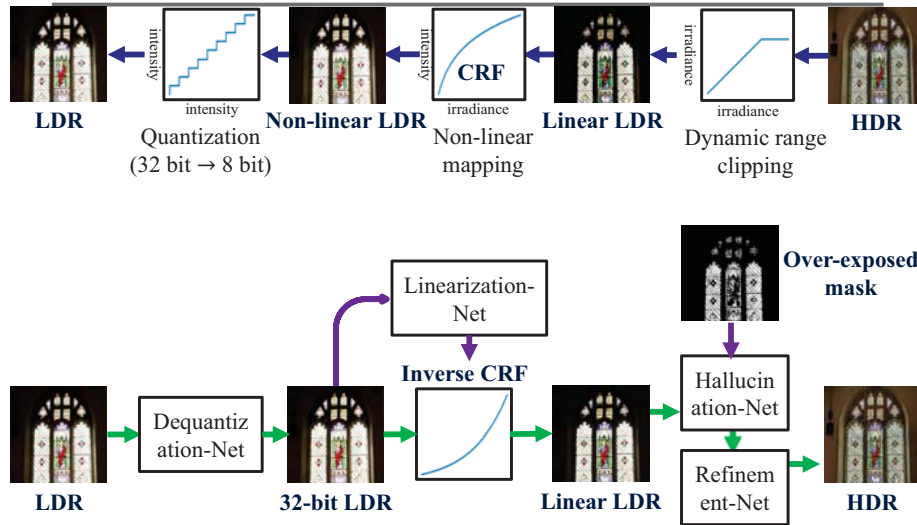 intensity
intensity
CRF
irradiance
intensity
irradiance
irradiance
LDR
Quantization
(32 bit → 8 bit)
Non-linear LDR
Non-linear
mapping
Linear LDR
Dynamic range
clipping
HDR
Over-exposed
mask
Linearization-
Net
Inverse CRF
Dequantiz
ation-Net
Hallucin
ation-Net
Refinem
ent-Net
LDR
32-bit LDR
Linear LDR
HDR